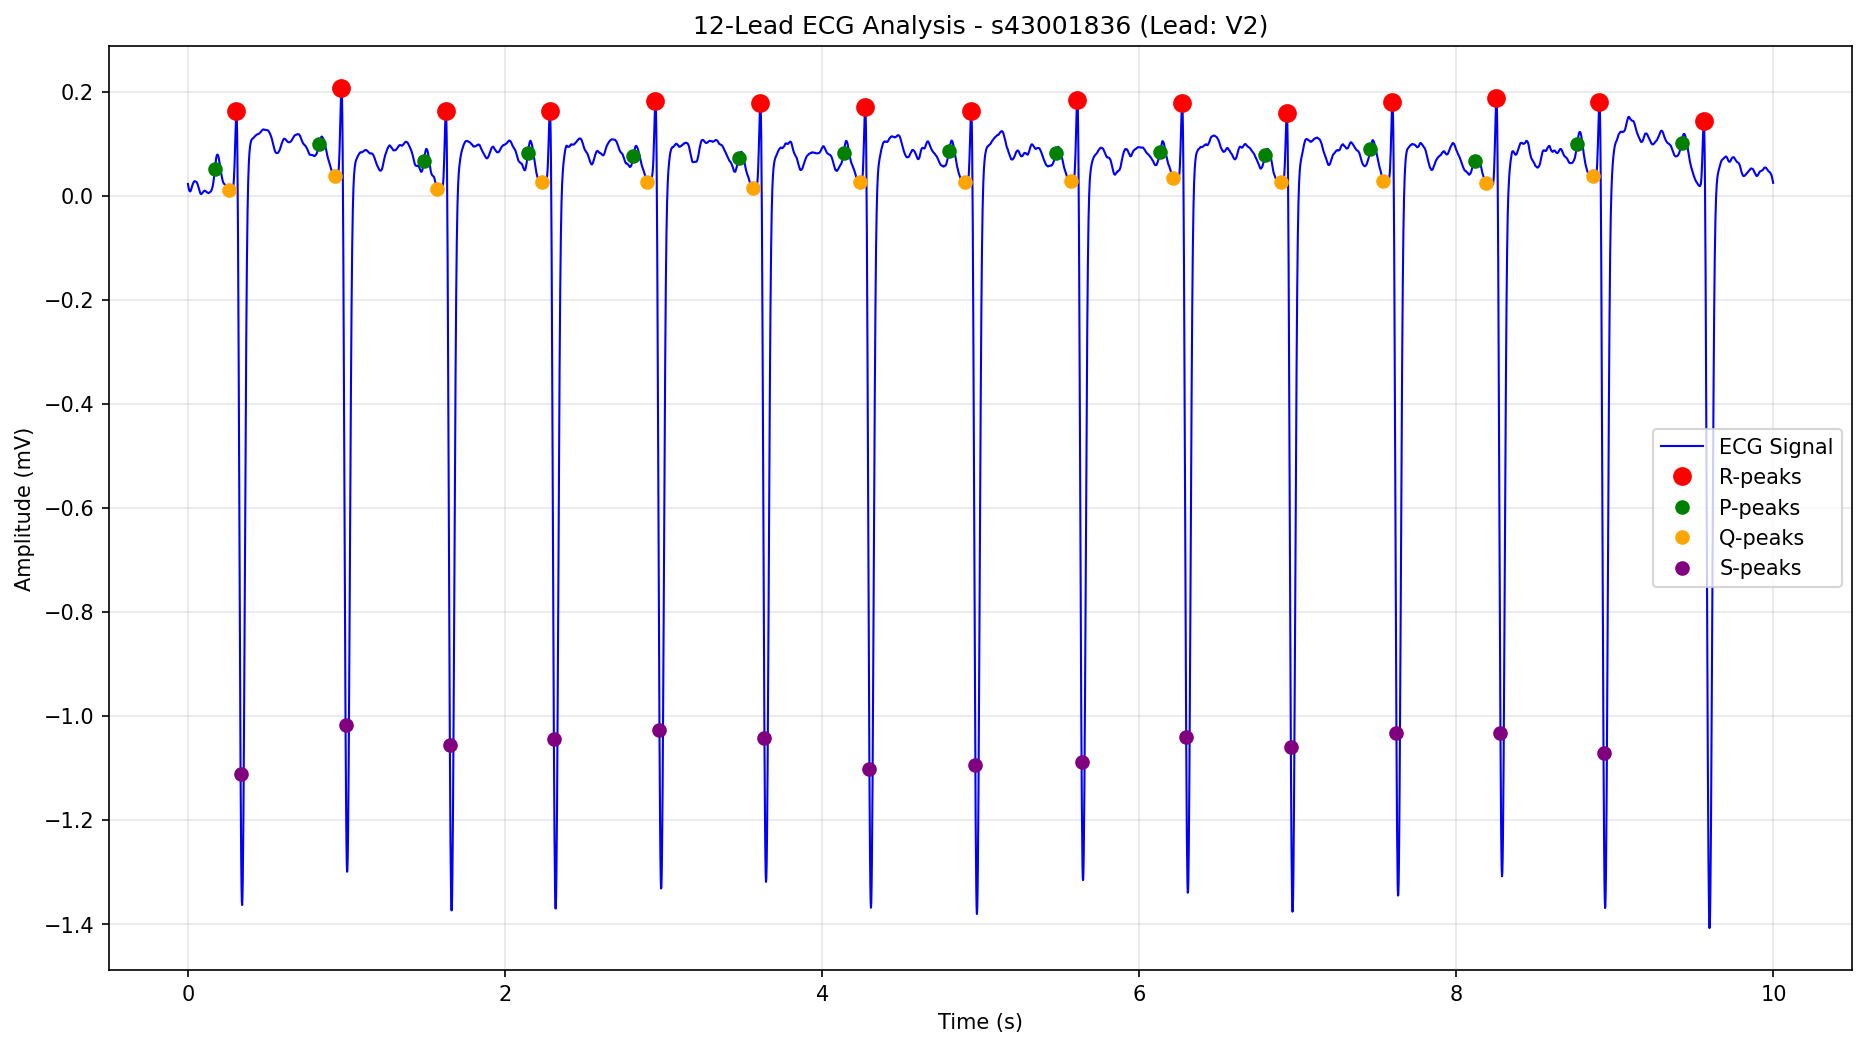 12-Lead ECG Analysis - s43001836 (Lead: V2)
Amplitude (mV)
0.2
0.0
−0.2
−0.4
−0.6
−0.8
−1.0
−1.2
−1.4
ECG Signal
R-peaks
P-peaks
Q-peaks
S-peaks
0 2 4 6 8 10
Time (s)